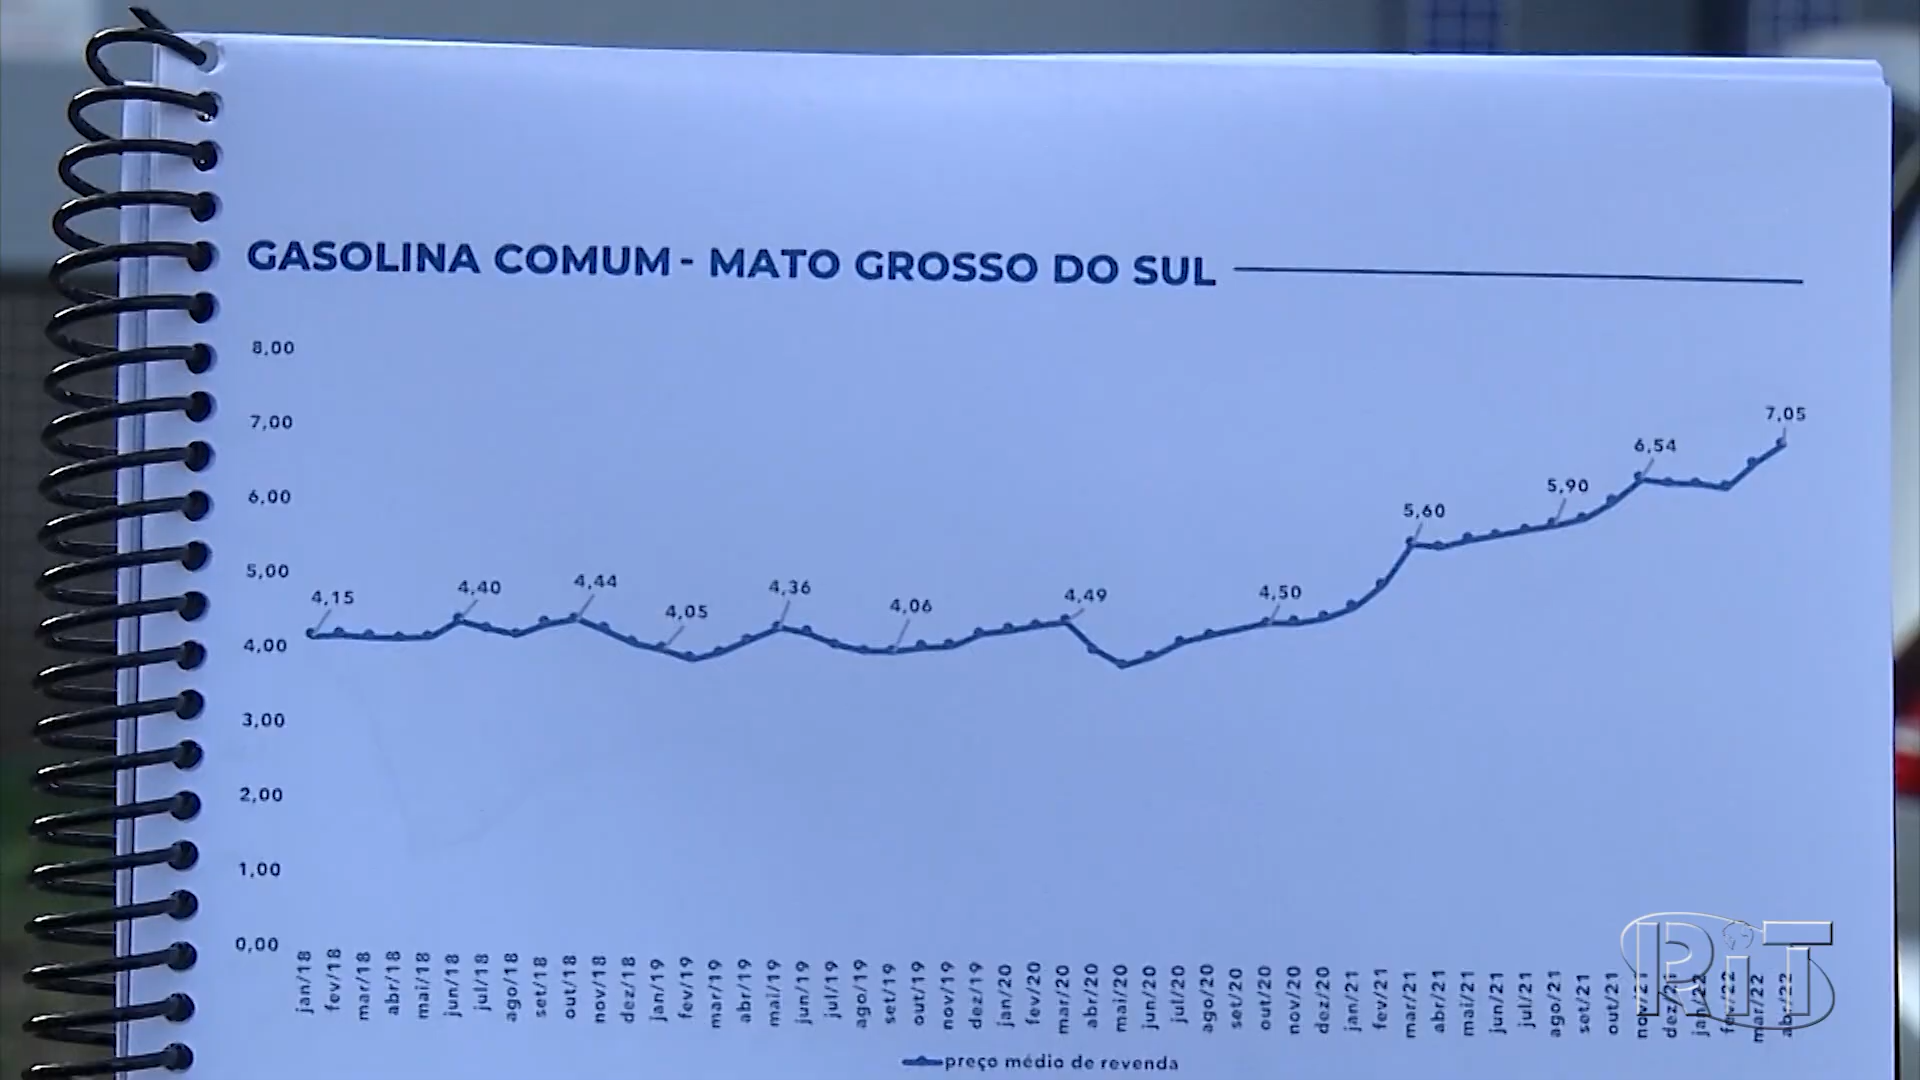 GASOLINA COMUM - MATO GROSSO DO SUL
8,00
7,00
6,00
5,00
4,00
3,00
2,00
1,00
0,00
4,15
4,40
4,44
4,05
4,36
4,06
4,49
4,50
5,60
5,90
6,54
7,05
jan/18
fev/18
mar/18
abr/18
mai/18
jun/18
jul/18
ago/18
set/18
out/18
nov/18
dez/18
jan/19
fev/19
mar/19
abr/19
mai/19
jun/19
jul/19
ago/19
set/19
out/19
nov/19
dez/19
jan/20
fev/20
mar/20
abr/20
mai/20
jun/20
jul/20
ago/20
set/20
out/20
nov/20
dez/20
jan/21
fev/21
mar/21
abr/21
mai/21
jun/21
jul/21
ago/21
set/21
out/21
nov/21
dez/21
jan/22
fev/22
mar/22
abr/22
preço médio de revenda
RiT